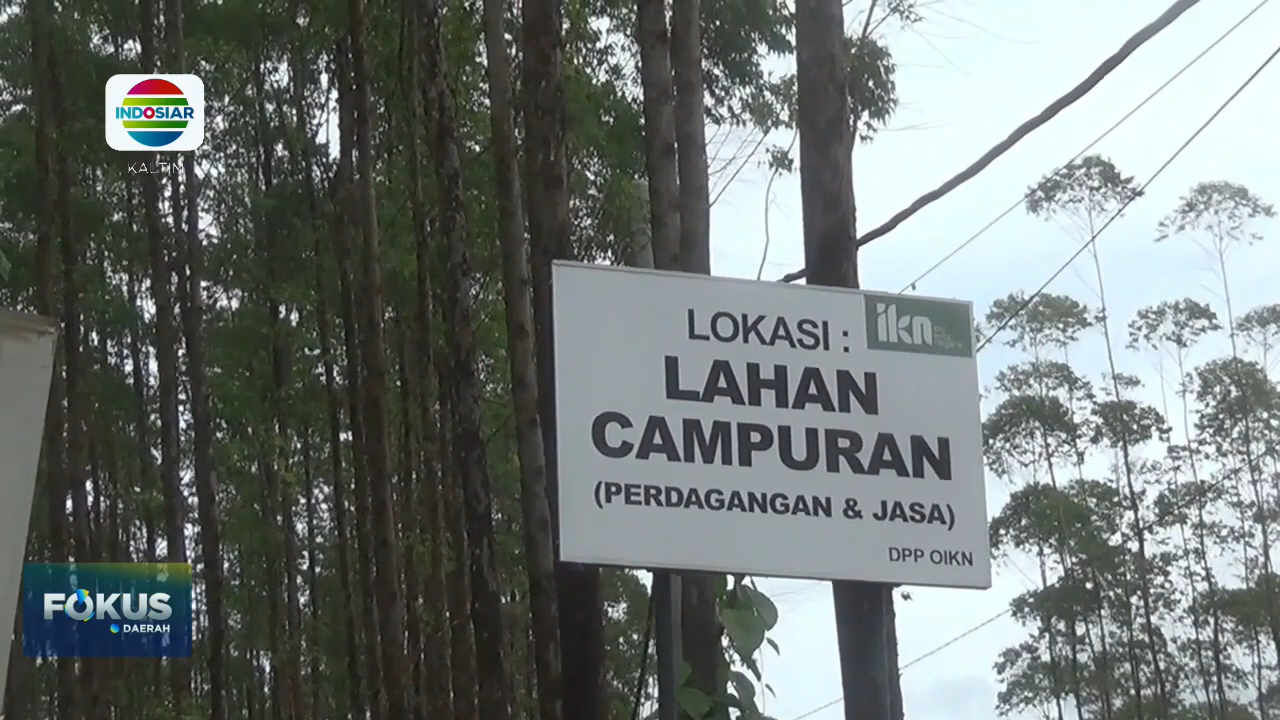 INDOSIAR
KALTIM
LOKASI :
ikn
LAHAN
CAMPURAN
(PERDAGANGAN & JASA)
DPP OIKN
FOKUS
DAERAH